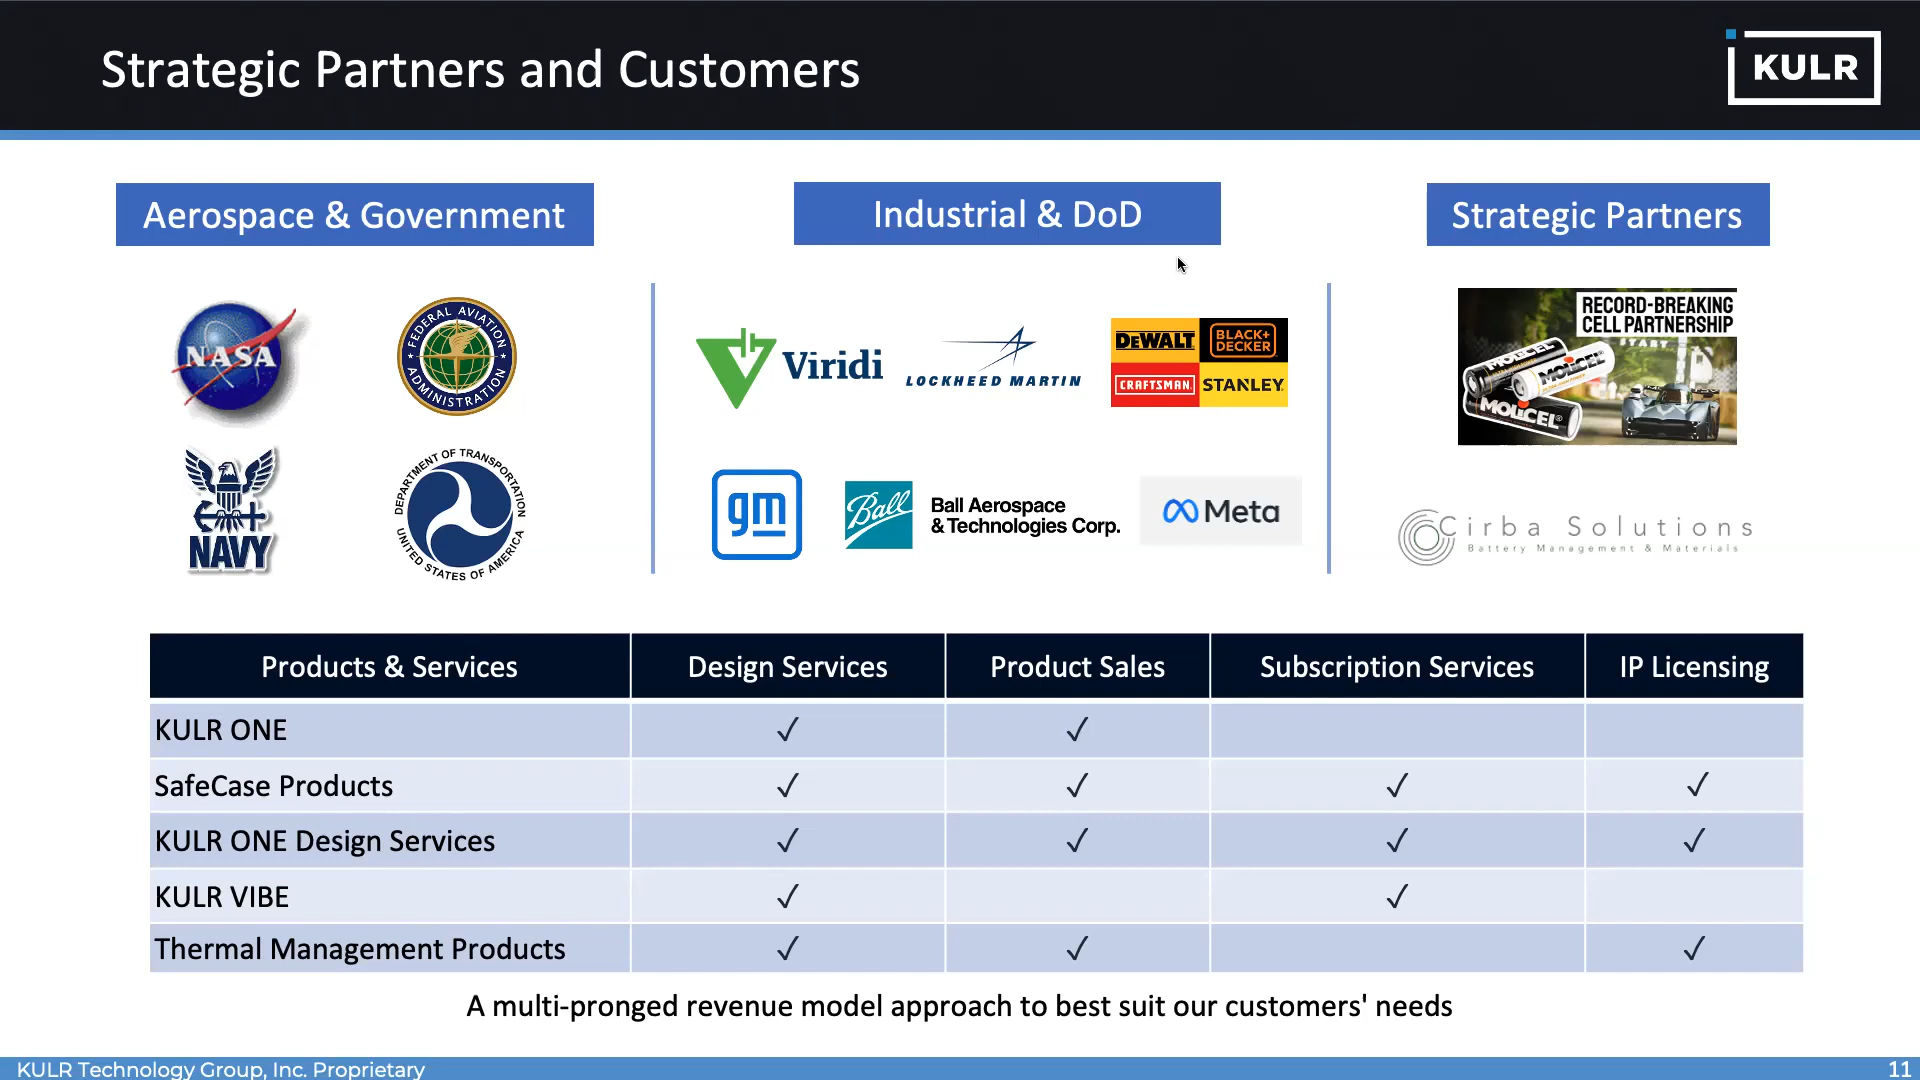 Strategic Partners and Customers
KULR
Aerospace & Government
Industrial & DoD
Strategic Partners
NASA
FEDERAL AVIATION
ADMINISTRATION
NAVY
DEPARTMENT OF TRANSPORTATION
UNITED STATES OF AMERICA
Viridi
LOCKHEED MARTIN
DEWALT
BLACK+
DECKER
CRAFTSMAN
STANLEY
gm
Ball
Ball Aerospace
& Technologies Corp.
Meta
RECORD-BREAKING
CELL PARTNERSHIP
START
MOLICEL
MOLICEL
MOLICEL®
Cirba Solutions
Battery Management & Materials
Products & Services Design Services Product Sales Subscription Services IP Licensing
KULR ONE ✓ ✓
SafeCase Products ✓ ✓ ✓ ✓
KULR ONE Design Services ✓ ✓ ✓ ✓
KULR VIBE ✓ ✓
Thermal Management Products ✓ ✓ ✓
A multi-pronged revenue model approach to best suit our customers' needs
KULR Technology Group, Inc. Proprietary
11